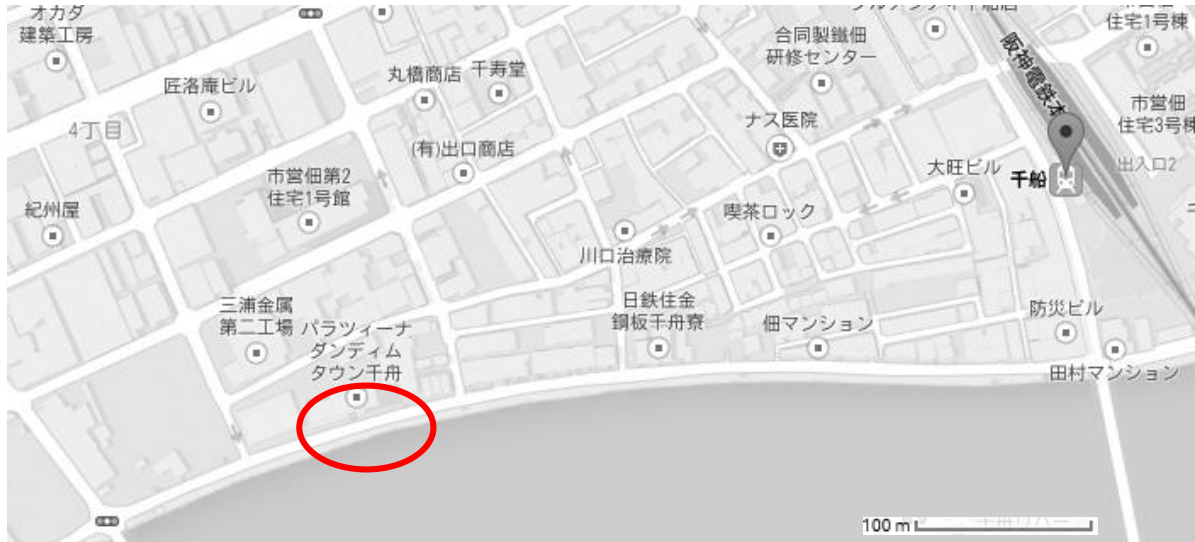 オカダ
建築工房
匠洛庵ビル
4丁目
丸橋商店
千寿堂
合同製鐵佃
研修センター
住宅1号棟
阪神電鉄本
市営佃
住宅3号棟
出入口2
ナス医院
(有)出口商店
市営佃第2
住宅1号館
紀州屋
大旺ビル
千船
喫茶ロック
川口治療院
三浦金属
第二工場
パラツィーナ
ダンディム
タウン千舟
日鉄住金
鋼板千舟寮
佃マンション
防災ビル
田村マンション
100 m